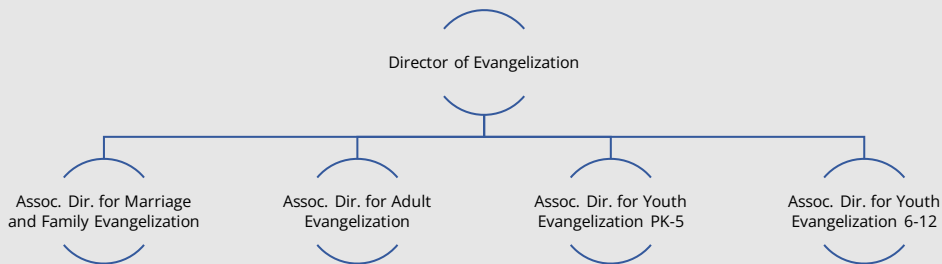 Director of Evangelization
Assoc. Dir. for Marriage
and Family Evangelization
Assoc. Dir. for Adult
Evangelization
Assoc. Dir. for Youth
Evangelization PK-5
Assoc. Dir. for Youth
Evangelization 6-12